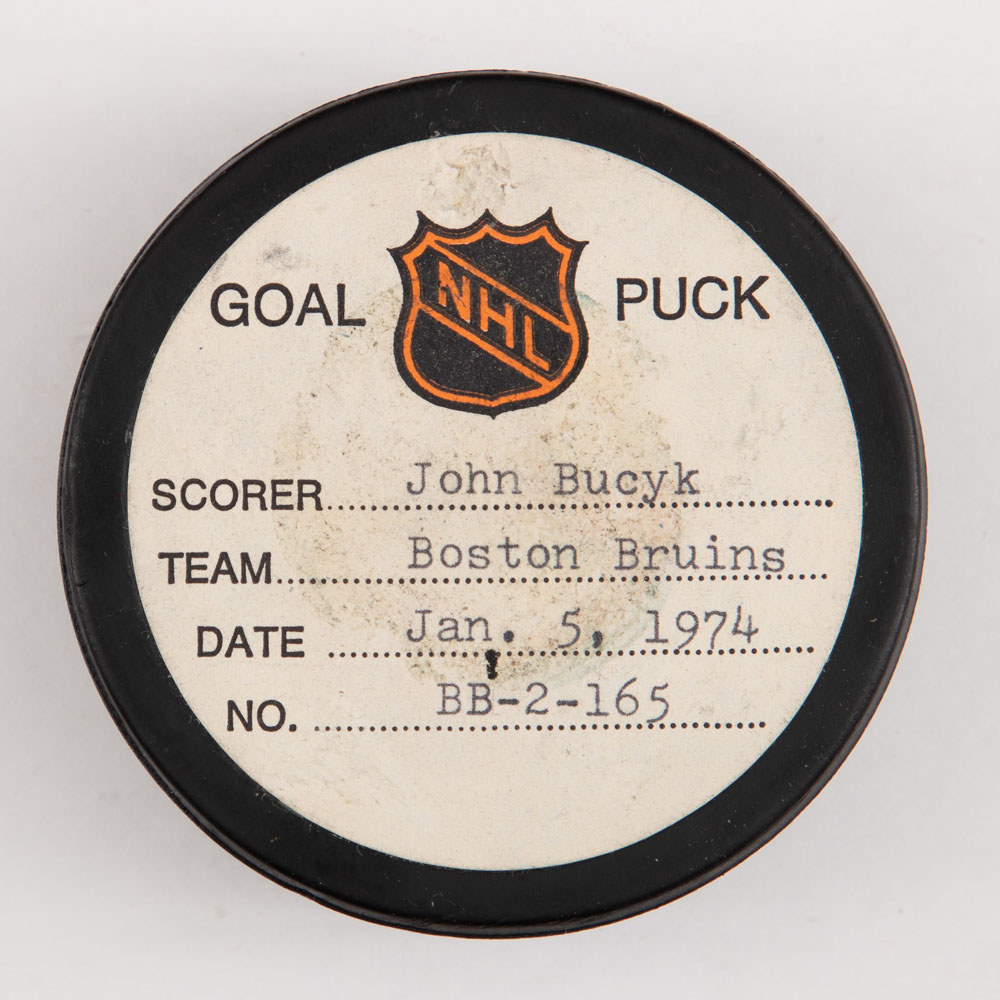 NHL
GOAL PUCK
SCORER.......John Bucyk
TEAM.......Boston Bruins
DATE .......Jan. 5, 1974
NO. .......BB-2-165